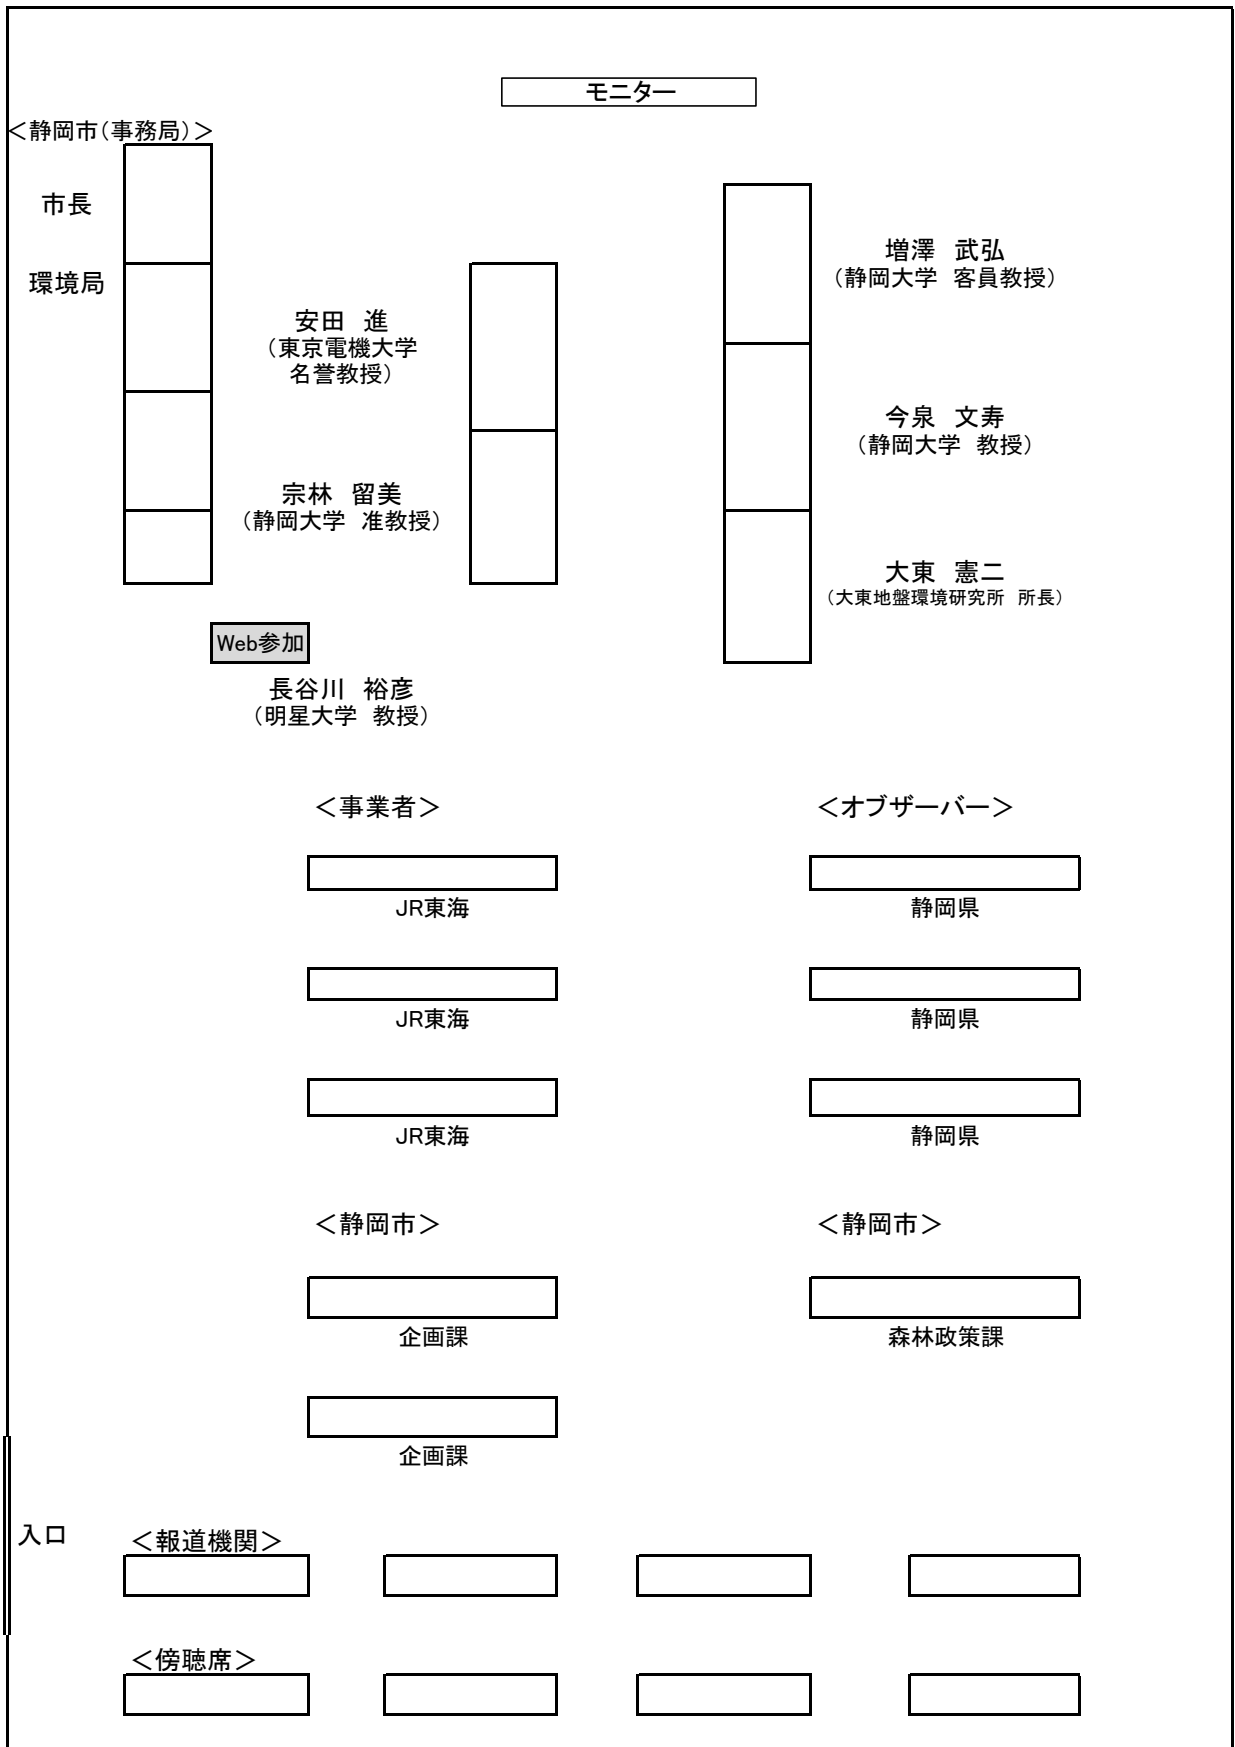 モニター
＜静岡市（事務局）＞
市長
環境局
安田　進
（東京電機大学
名誉教授）
宗林　留美
（静岡大学　准教授）
増澤　武弘
（静岡大学　客員教授）
今泉　文寿
（静岡大学　教授）
大東　憲二
（大東地盤環境研究所　所長）
Web参加
長谷川　裕彦
（明星大学　教授）
＜事業者＞
＜オブザーバー＞
JR東海
静岡県
JR東海
静岡県
JR東海
静岡県
＜静岡市＞
＜静岡市＞
企画課
森林政策課
企画課
入口
＜報道機関＞
＜傍聴席＞